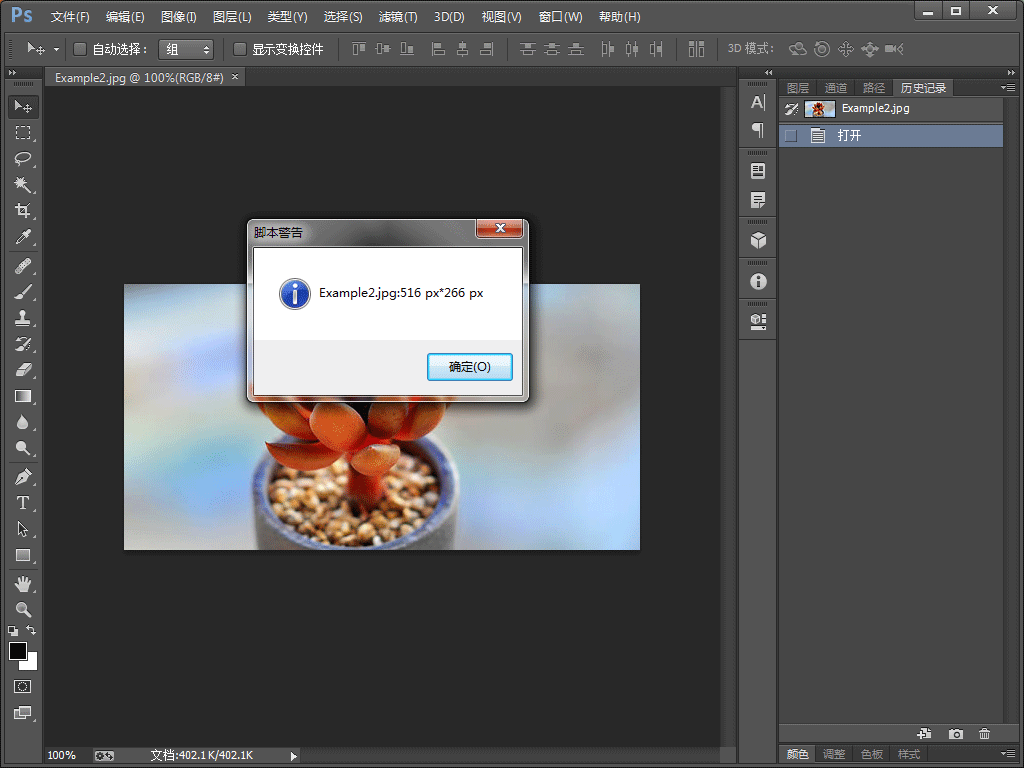 Ps 文件(F) 编辑(E) 图像(I) 图层(L) 类型(Y) 选择(S) 滤镜(T) 3D(D) 视图(V) 窗口(W) 帮助(H)
自动选择： 组 显示变换控件 3D 模式：
Example2.jpg @ 100%(RGB/8#) ×
图层 通道 路径 历史记录
Example2.jpg
打开
脚本警告
Example2.jpg:516 px*266 px
确定(O)
100% 文档:402.1K/402.1K
颜色 调整 色板 样式